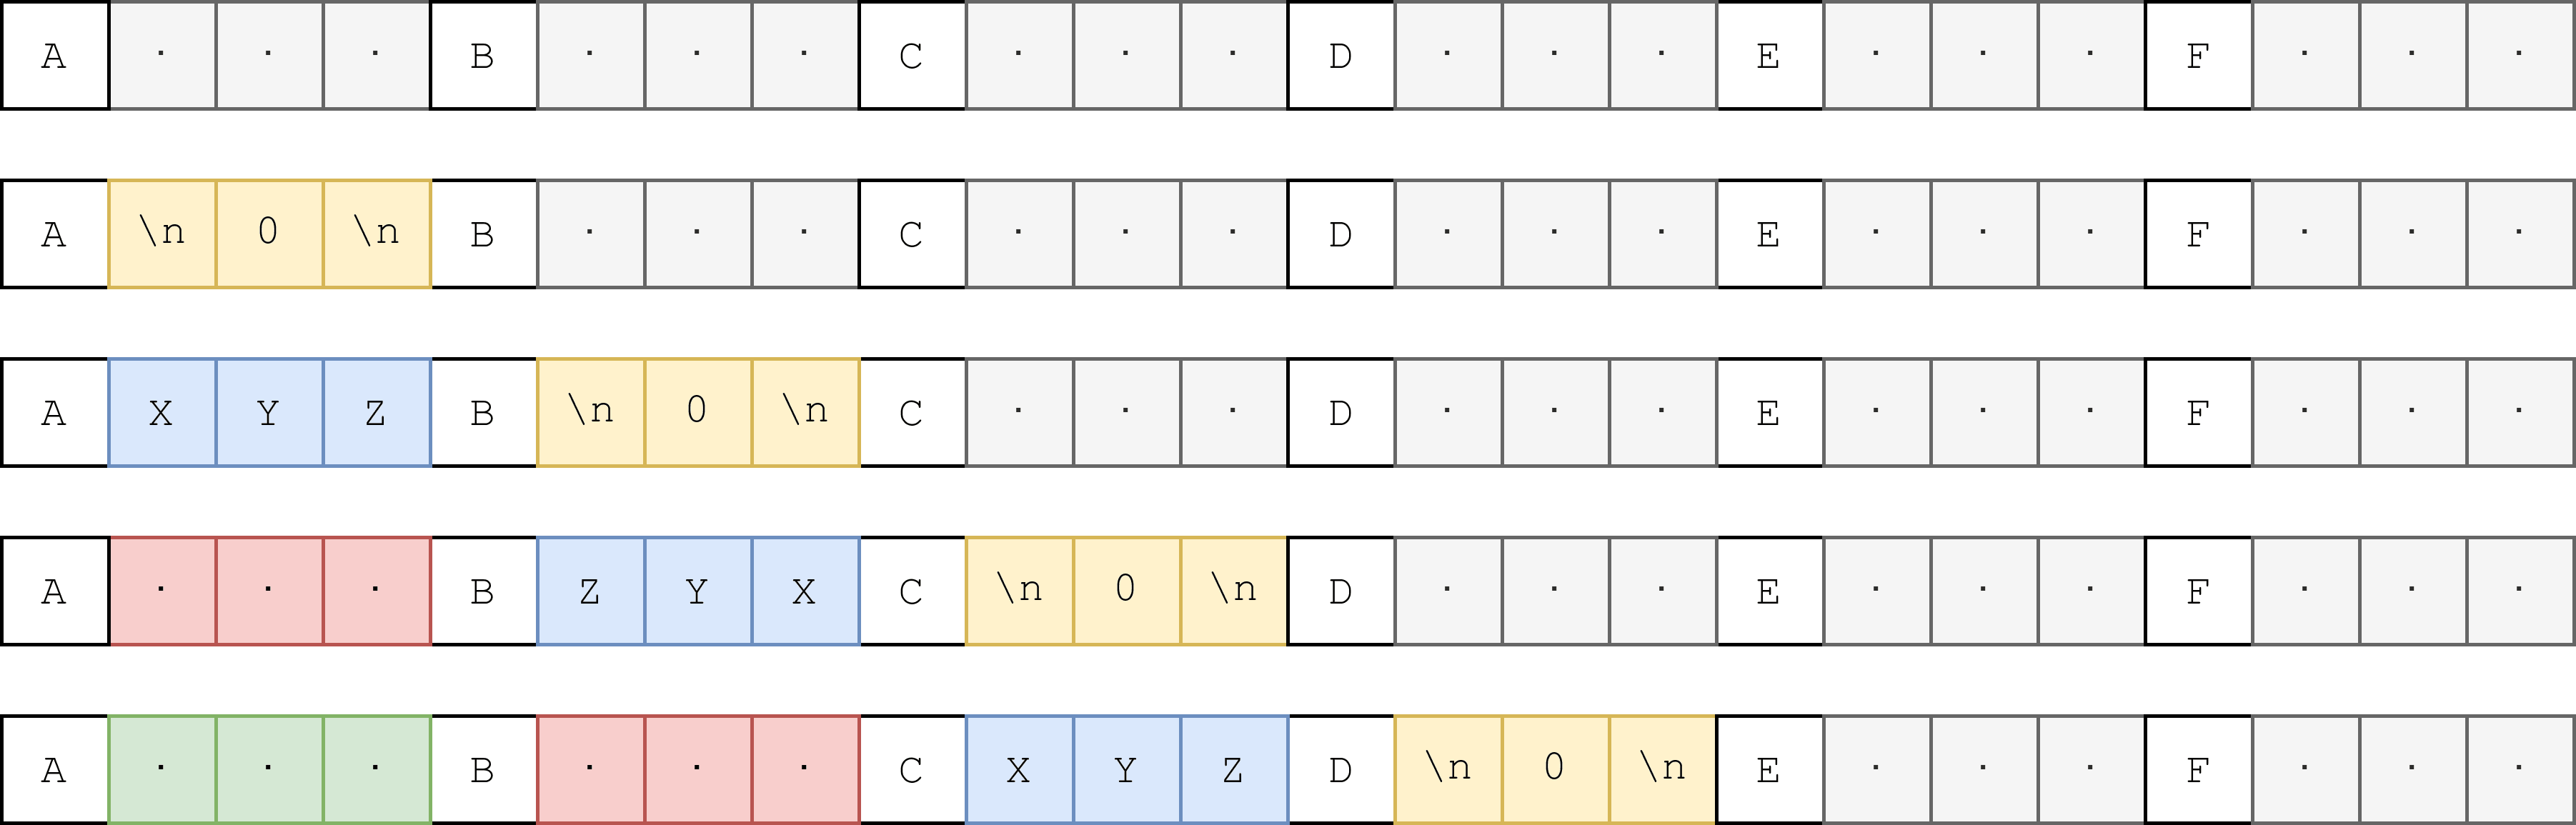 A · · · B · · · C · · · D · · · E · · · F · · ·
A \n 0 \n B · · · C · · · D · · · E · · · F · · ·
A X Y Z B \n 0 \n C · · · D · · · E · · · F · · ·
A · · · B Z Y X C \n 0 \n D · · · E · · · F · · ·
A · · · B · · · C X Y Z D \n 0 \n E · · · F · · ·